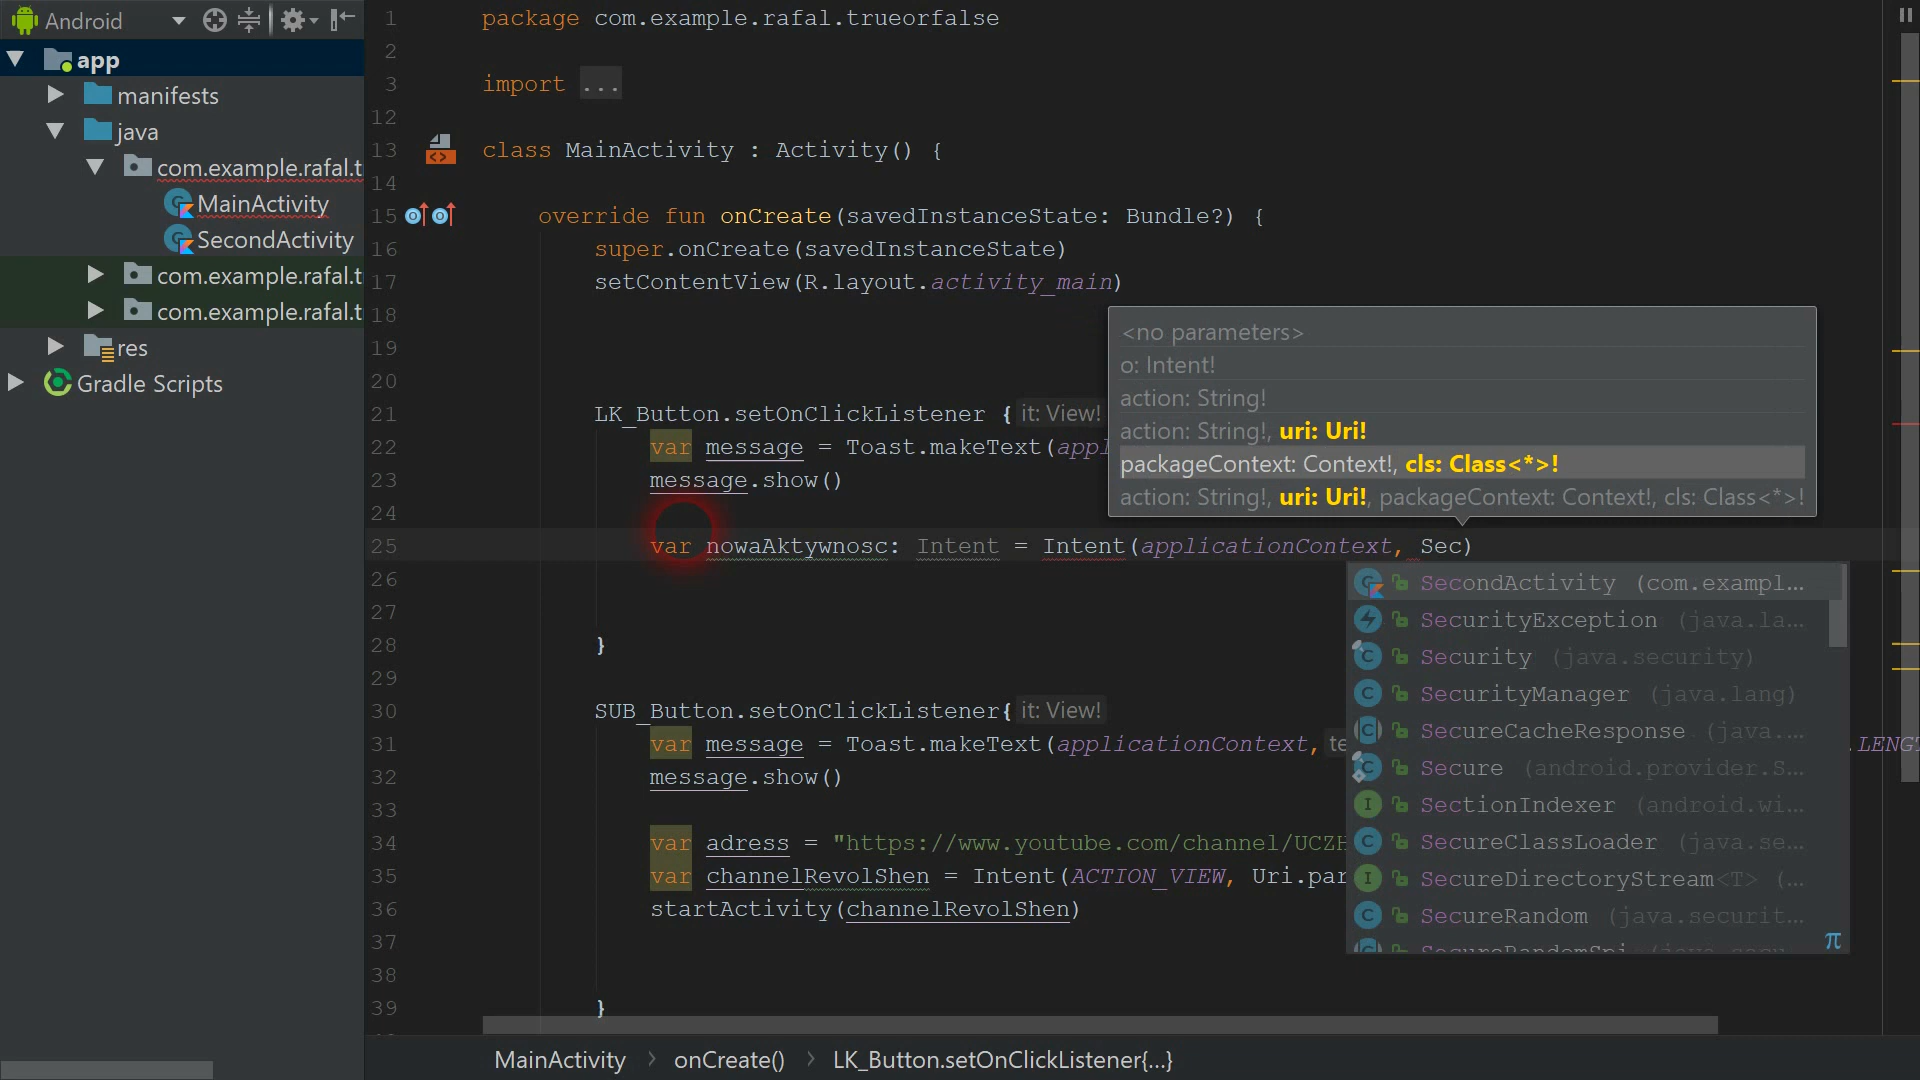 Android
app
manifests
java
com.example.rafal.t
MainActivity
SecondActivity
com.example.rafal.t
com.example.rafal.t
res
Gradle Scripts
1 package com.example.rafal.trueorfalse
2
3 import ...
12
13 class MainActivity : Activity() {
14
15 override fun onCreate(savedInstanceState: Bundle?) {
16 super.onCreate(savedInstanceState)
17 setContentView(R.layout.activity_main)
18
19
20
21 LK_Button.setOnClickListener { it: View!
22 var message = Toast.makeText(appl
23 message.show()
24
25 var nowaAktywnosc: Intent = Intent(applicationContext, Sec)
26
27
28 }
29
30 SUB_Button.setOnClickListener{ it: View!
31 var message = Toast.makeText(applicationContext, te .LENGT
32 message.show()
33
34 var adress = "https://www.youtube.com/channel/UCZH
35 var channelRevolShen = Intent(ACTION_VIEW, Uri.par
36 startActivity(channelRevolShen)
37
38
39 }
<no parameters>
o: Intent!
action: String!
action: String!, uri: Uri!
packageContext: Context!, cls: Class<*>!
action: String!, uri: Uri!, packageContext: Context!, cls: Class<*>!
SecondActivity (com.exampl...
SecurityException (java.la...
Security (java.security)
SecurityManager (java.lang)
SecureCacheResponse (java....
Secure (android.provider.S...
SectionIndexer (android.wi...
SecureClassLoader (java.se...
SecureDirectoryStream<T> (...
SecureRandom (java.securit...
π
MainActivity > onCreate() > LK_Button.setOnClickListener{...}